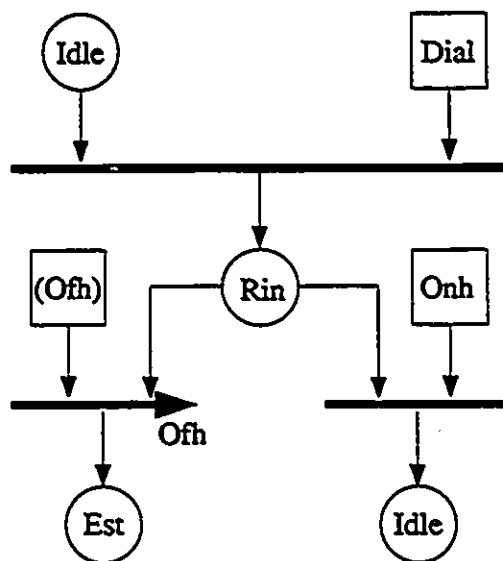 Idle
Dial
(Ofh)
Rin
Onh
Ofh
Est
Idle